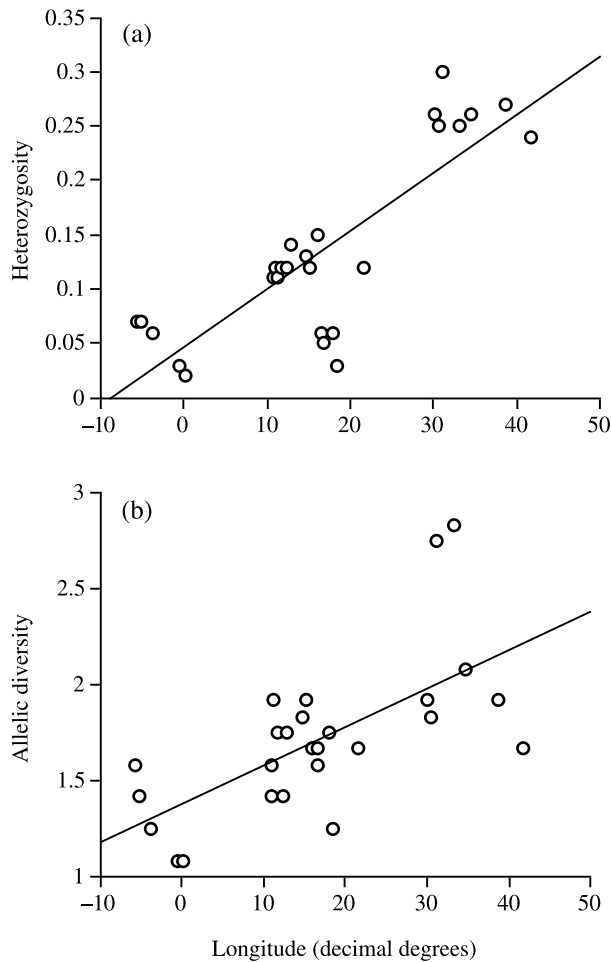 0.35
(a)
0.3
0.25
0.2
0.15
0.1
0.05
0
Heterozygosity
−10 0 10 20 30 40 50
3
(b)
2.5
2
1.5
1
Allelic diversity
−10 0 10 20 30 40 50
Longitude (decimal degrees)